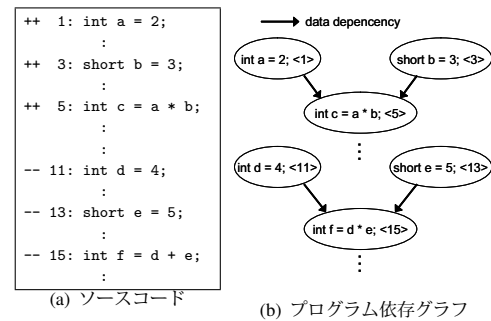 ++ 1: int a = 2;
:
++ 3: short b = 3;
:
++ 5: int c = a * b;
:
:
-- 11: int d = 4;
:
-- 13: short e = 5;
:
-- 15: int f = d + e;
:
(a) ソースコード
data depencency
int a = 2; <1>
short b = 3; <3>
int c = a * b; <5>
⋮
int d = 4; <11>
short e = 5; <13>
int f = d * e; <15>
⋮
(b) プログラム依存グラフ